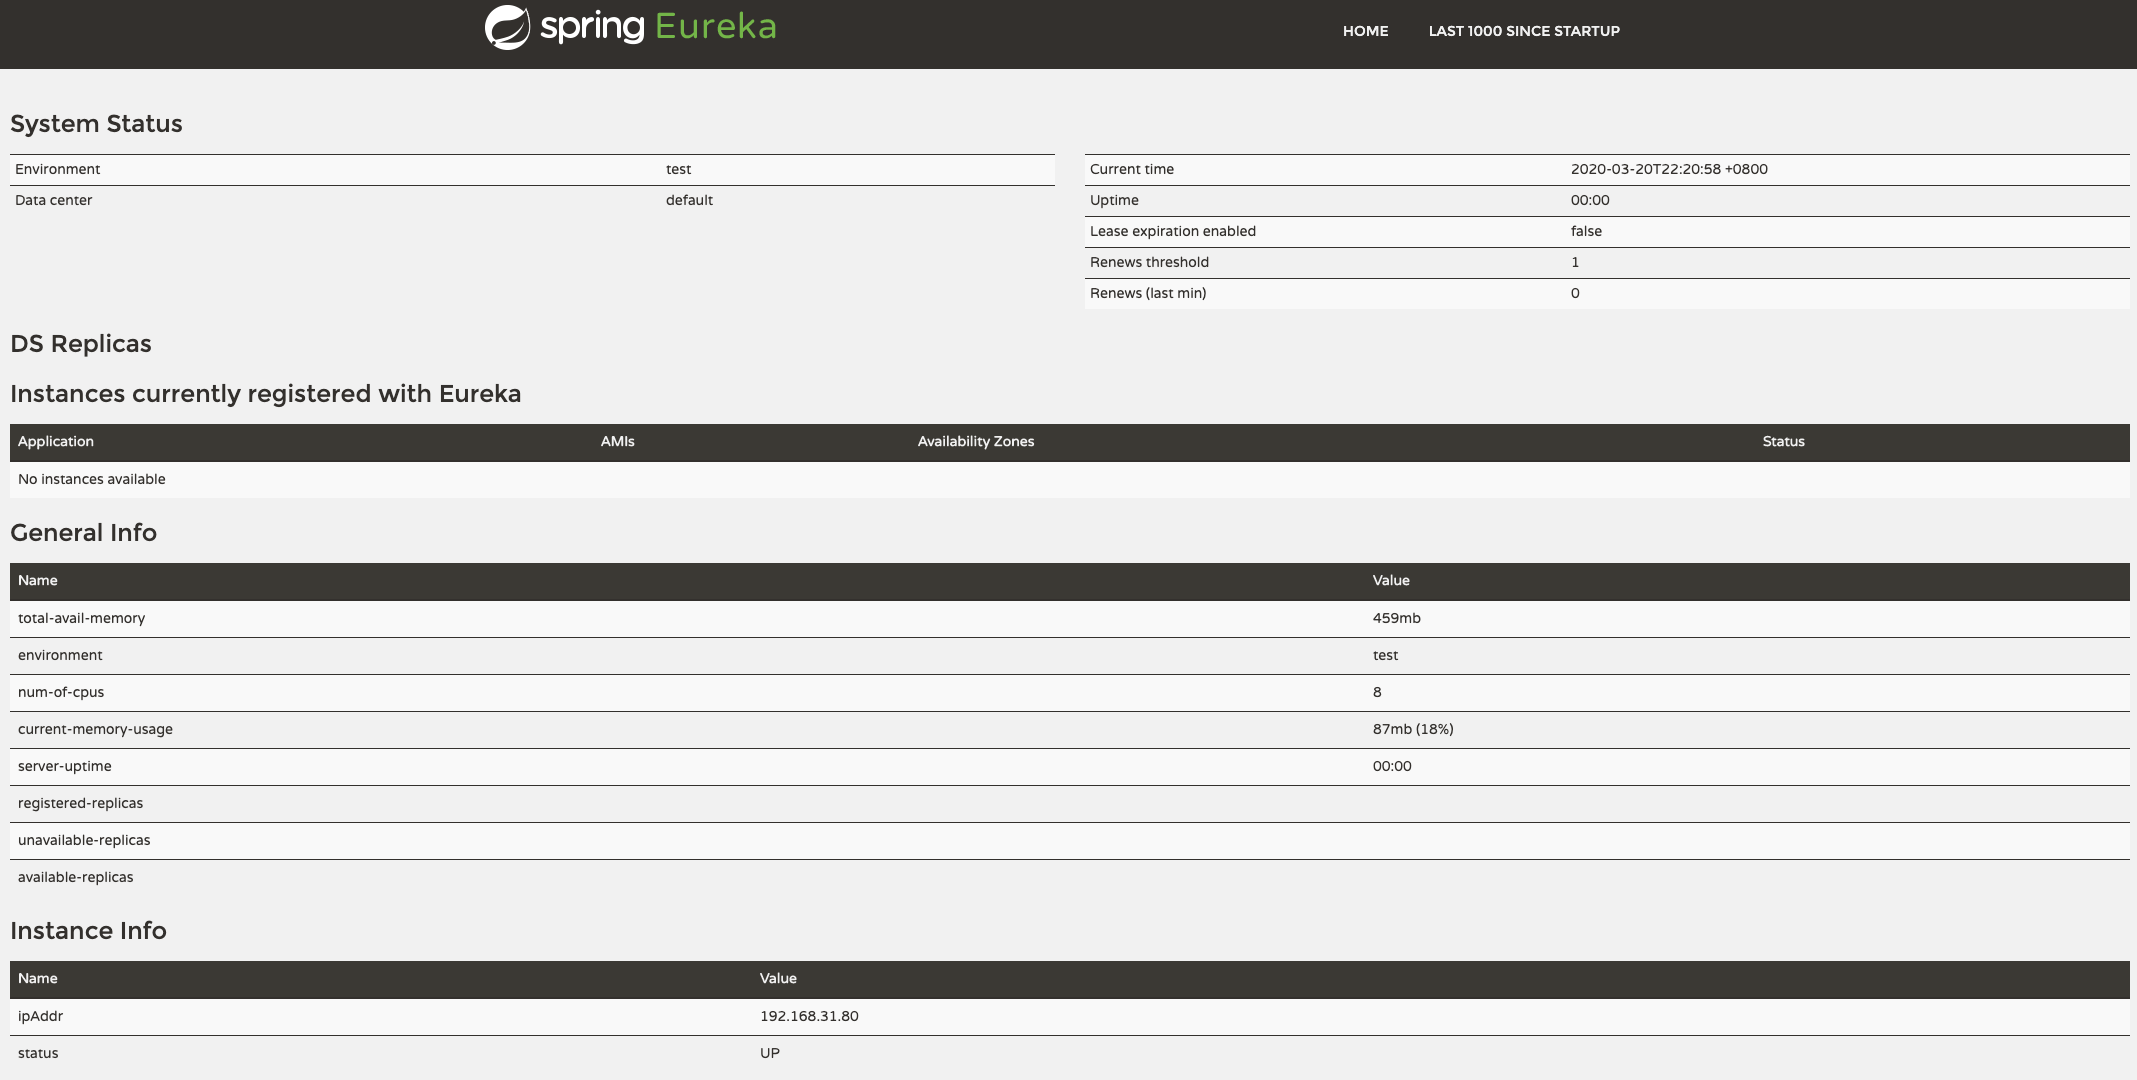 spring Eureka
HOME LAST 1000 SINCE STARTUP
System Status
Environment test
Data center default
Current time 2020-03-20T22:20:58 +0800
Uptime 00:00
Lease expiration enabled false
Renews threshold 1
Renews (last min) 0
DS Replicas
Instances currently registered with Eureka
Application AMIs Availability Zones Status
No instances available
General Info
Name Value
total-avail-memory 459mb
environment test
num-of-cpus 8
current-memory-usage 87mb (18%)
server-uptime 00:00
registered-replicas
unavailable-replicas
available-replicas
Instance Info
Name Value
ipAddr 192.168.31.80
status UP